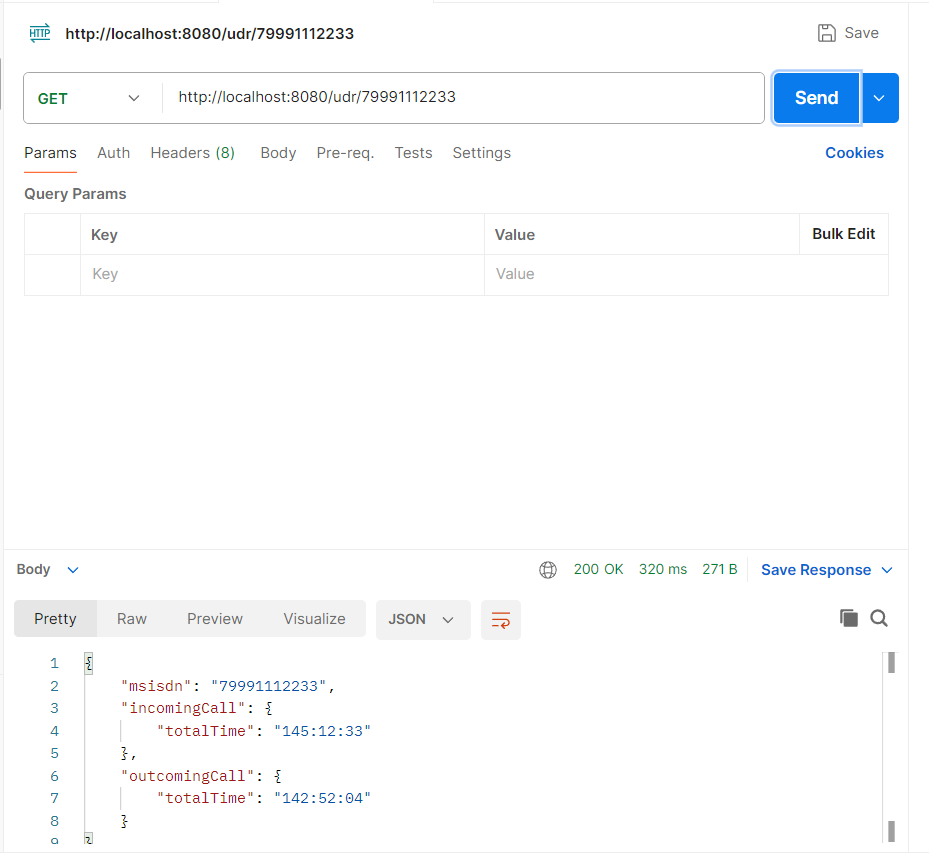 HTTP http://localhost:8080/udr/79991112233 Save
GET http://localhost:8080/udr/79991112233 Send
Params Auth Headers (8) Body Pre-req. Tests Settings Cookies
Query Params
Key Value Bulk Edit
Key Value
Body 200 OK 320 ms 271 B Save Response
Pretty Raw Preview Visualize JSON
1 {
2 "msisdn": "79991112233",
3 "incomingCall": {
4 "totalTime": "145:12:33"
5 },
6 "outcomingCall": {
7 "totalTime": "142:52:04"
8 }
9 }